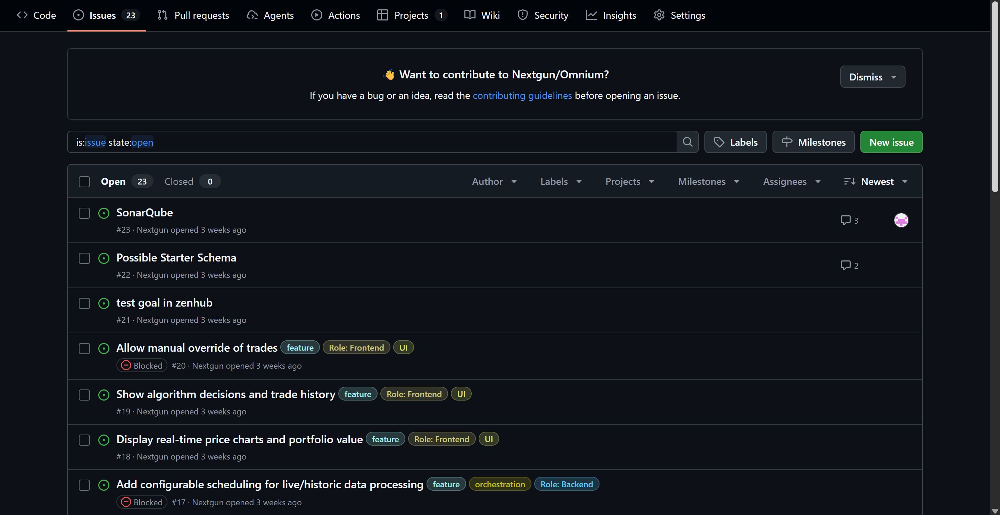 Code Issues 23 Pull requests Agents Actions Projects 1 Wiki Security Insights Settings
👋 Want to contribute to Nextgun/Omnium?
Dismiss
If you have a bug or an idea, read the contributing guidelines before opening an issue.
is:issue state:open
Labels
Milestones
New issue
Open 23 Closed 0 Author Labels Projects Milestones Assignees Newest
SonarQube
#23 · Nextgun opened 3 weeks ago
3
Possible Starter Schema
#22 · Nextgun opened 3 weeks ago
2
test goal in zenhub
#21 · Nextgun opened 3 weeks ago
Allow manual override of trades feature Role: Frontend UI
Blocked #20 · Nextgun opened 3 weeks ago
Show algorithm decisions and trade history feature Role: Frontend UI
#19 · Nextgun opened 3 weeks ago
Display real-time price charts and portfolio value feature Role: Frontend UI
#18 · Nextgun opened 3 weeks ago
Add configurable scheduling for live/historic data processing feature orchestration Role: Backend
Blocked #17 · Nextgun opened 3 weeks ago